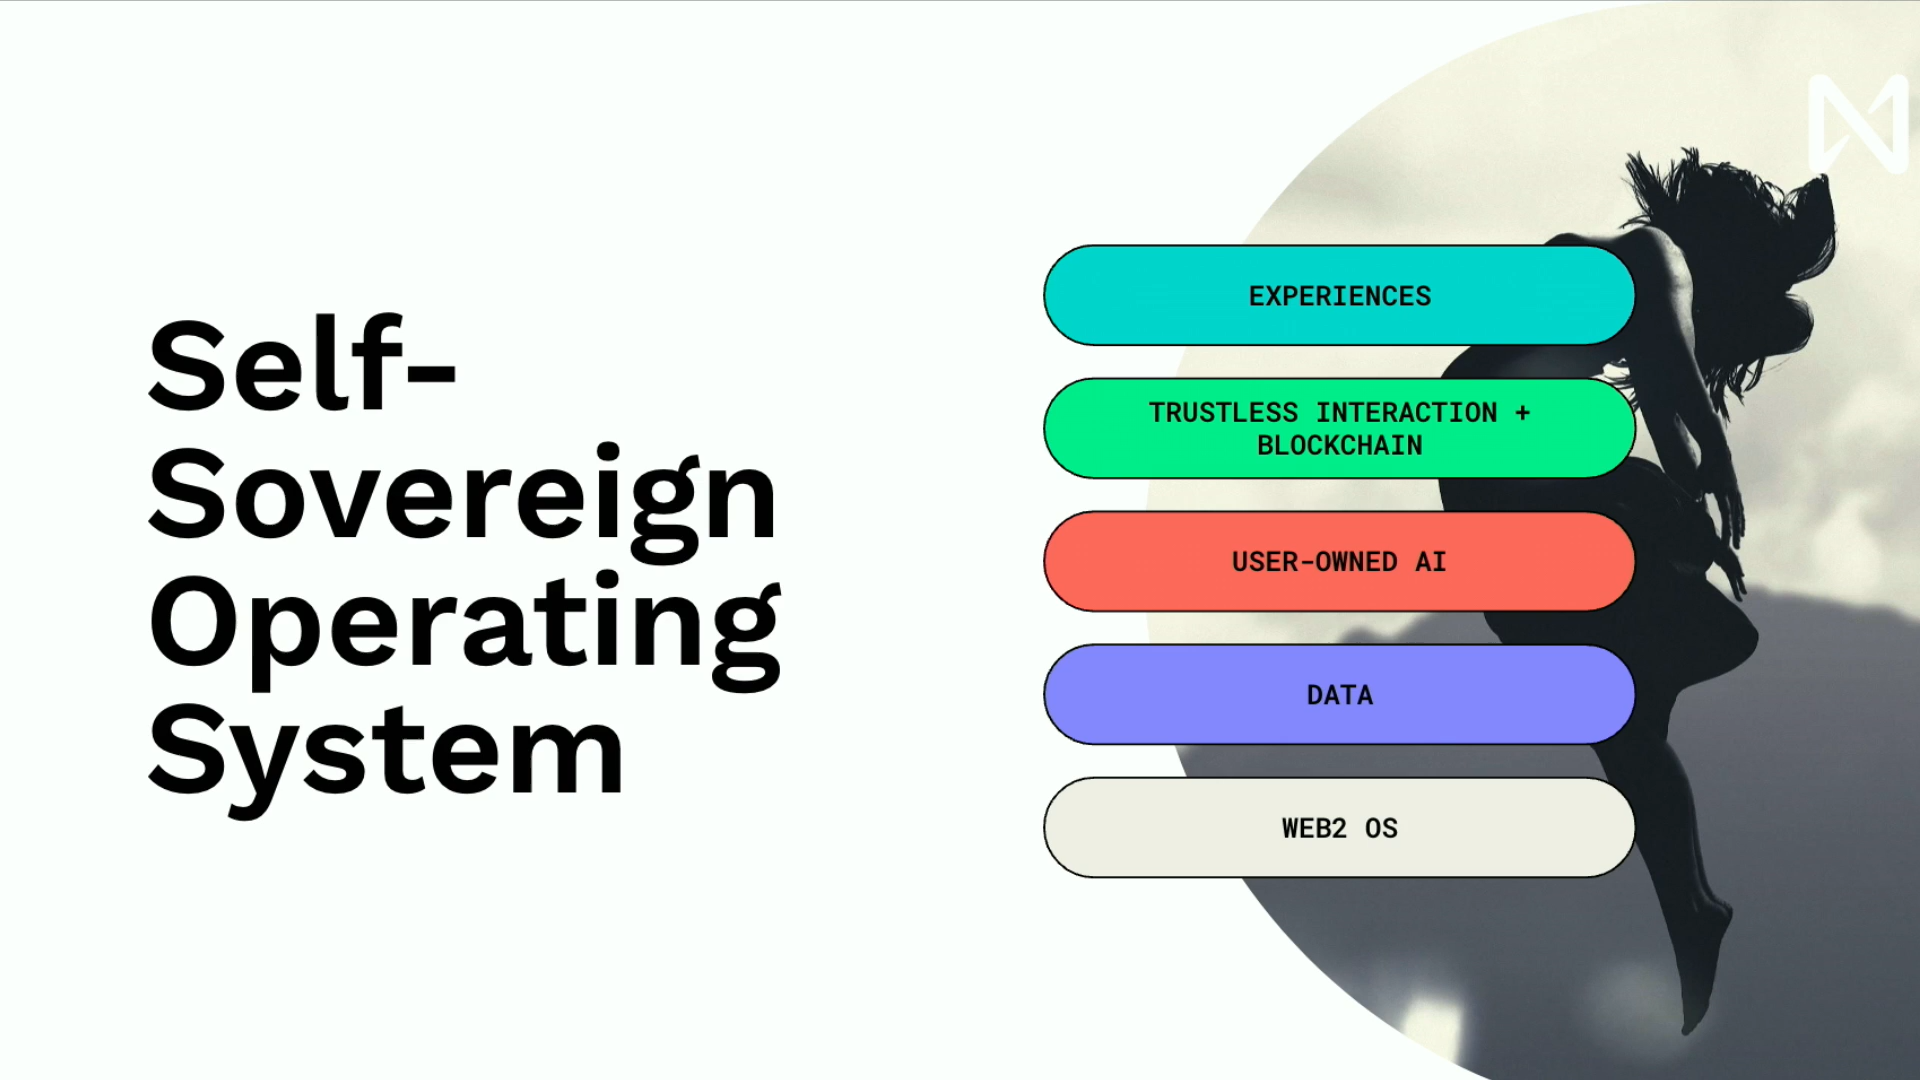 Self-
Sovereign
Operating
System
EXPERIENCES
TRUSTLESS INTERACTION +
BLOCKCHAIN
USER-OWNED AI
DATA
WEB2 OS